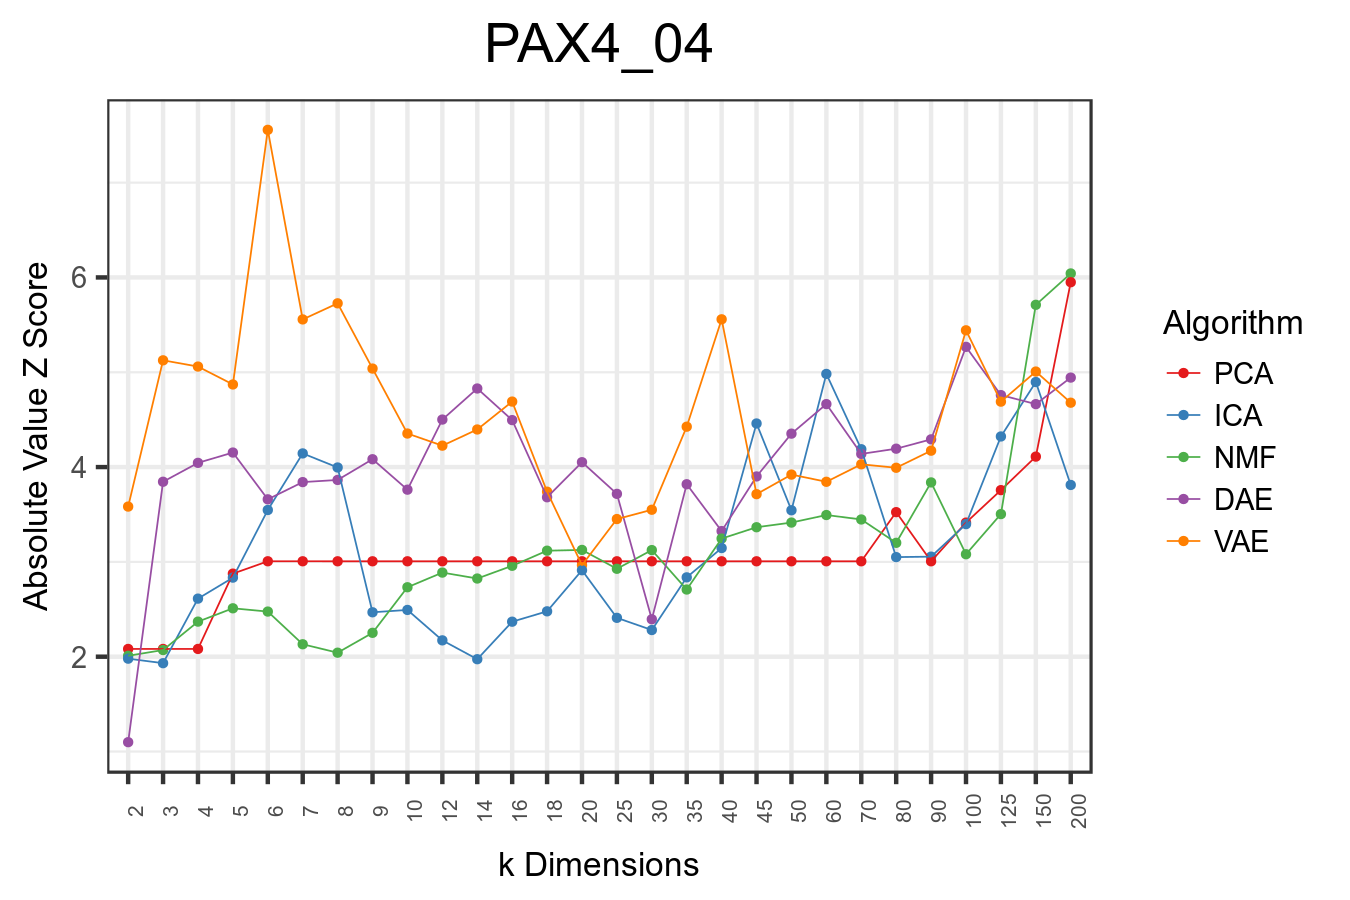 PAX4_04
Absolute Value Z Score
6
4
2
2 3 4 5 6 7 8 9 10 12 14 16 18 20 25 30 35 40 45 50 60 70 80 90 100 125 150 200
k Dimensions
Algorithm
PCA
ICA
NMF
DAE
VAE